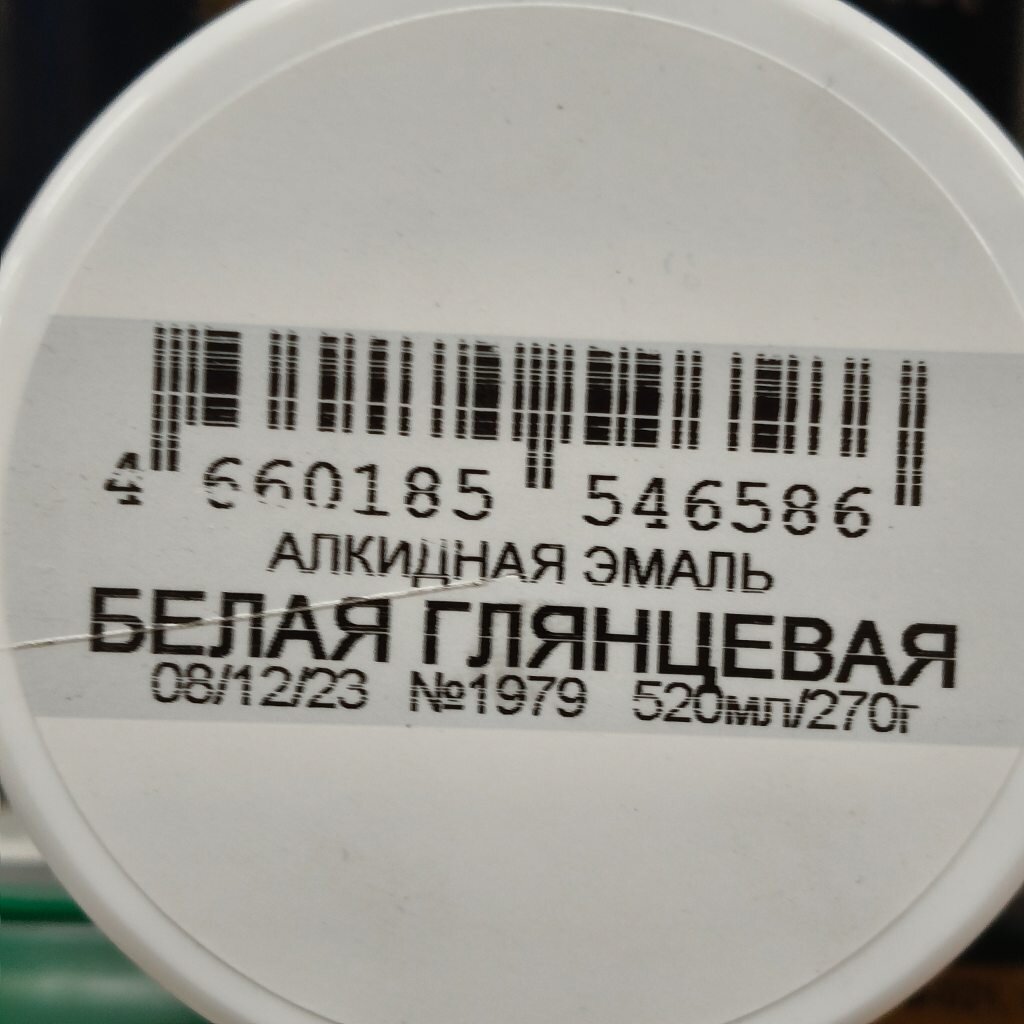 4 660185 546586
АЛКИДНАЯ ЭМАЛЬ
БЕЛАЯ ГЛЯНЦЕВАЯ
08/12/23 №1979 520мл/270г